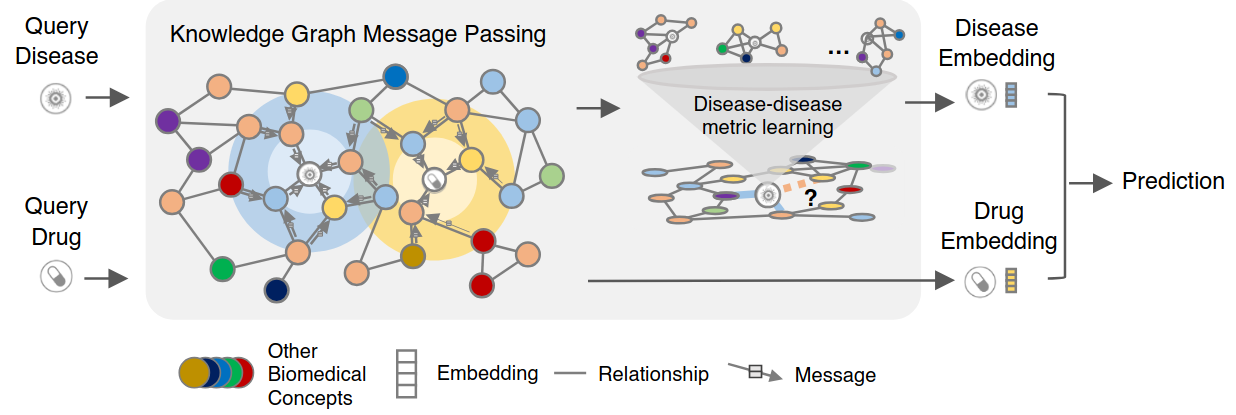 Query
Disease
Query
Drug
Knowledge Graph Message Passing
...
Disease-disease
metric learning
?
Disease
Embedding
Drug
Embedding
Prediction
Other
Biomedical
Concepts
Embedding
Relationship
Message